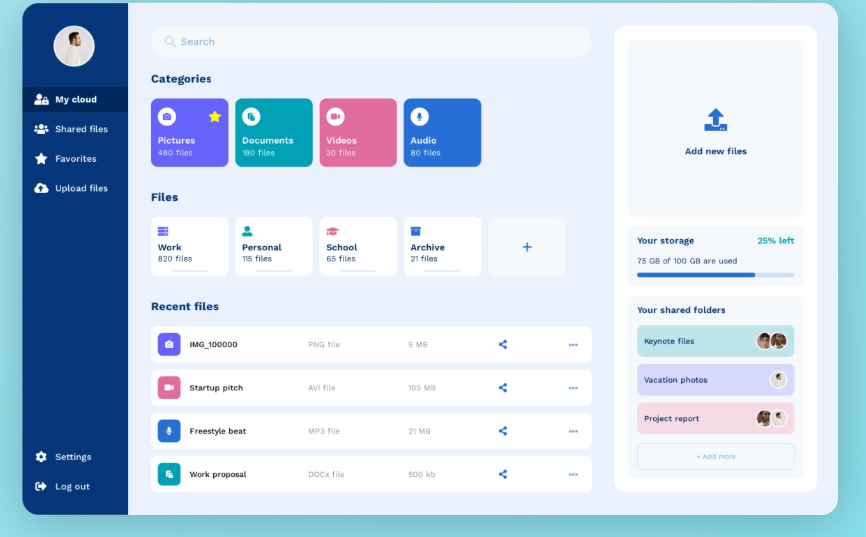 My cloud
Shared files
Favorites
Upload files
Settings
Log out
Search
Categories
Pictures
480 files
Documents
190 files
Videos
30 files
Audio
80 files
Files
Work
820 files
Personal
115 files
School
65 files
Archive
21 files
+
Recent files
IMG_100000 PNG file 5 MB
Startup pitch AVI file 105 MB
Freestyle beat MP3 file 21 MB
Work proposal DOCx file 500 kb
Add new files
Your storage 25% left
75 GB of 100 GB are used
Your shared folders
Keynote files
Vacation photos
Project report
+ Add more